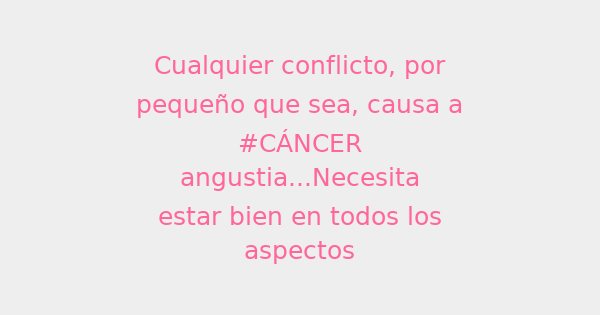 Cualquier conflicto, por
pequeño que sea, causa a
#CÁNCER
angustia...Necesita
estar bien en todos los
aspectos